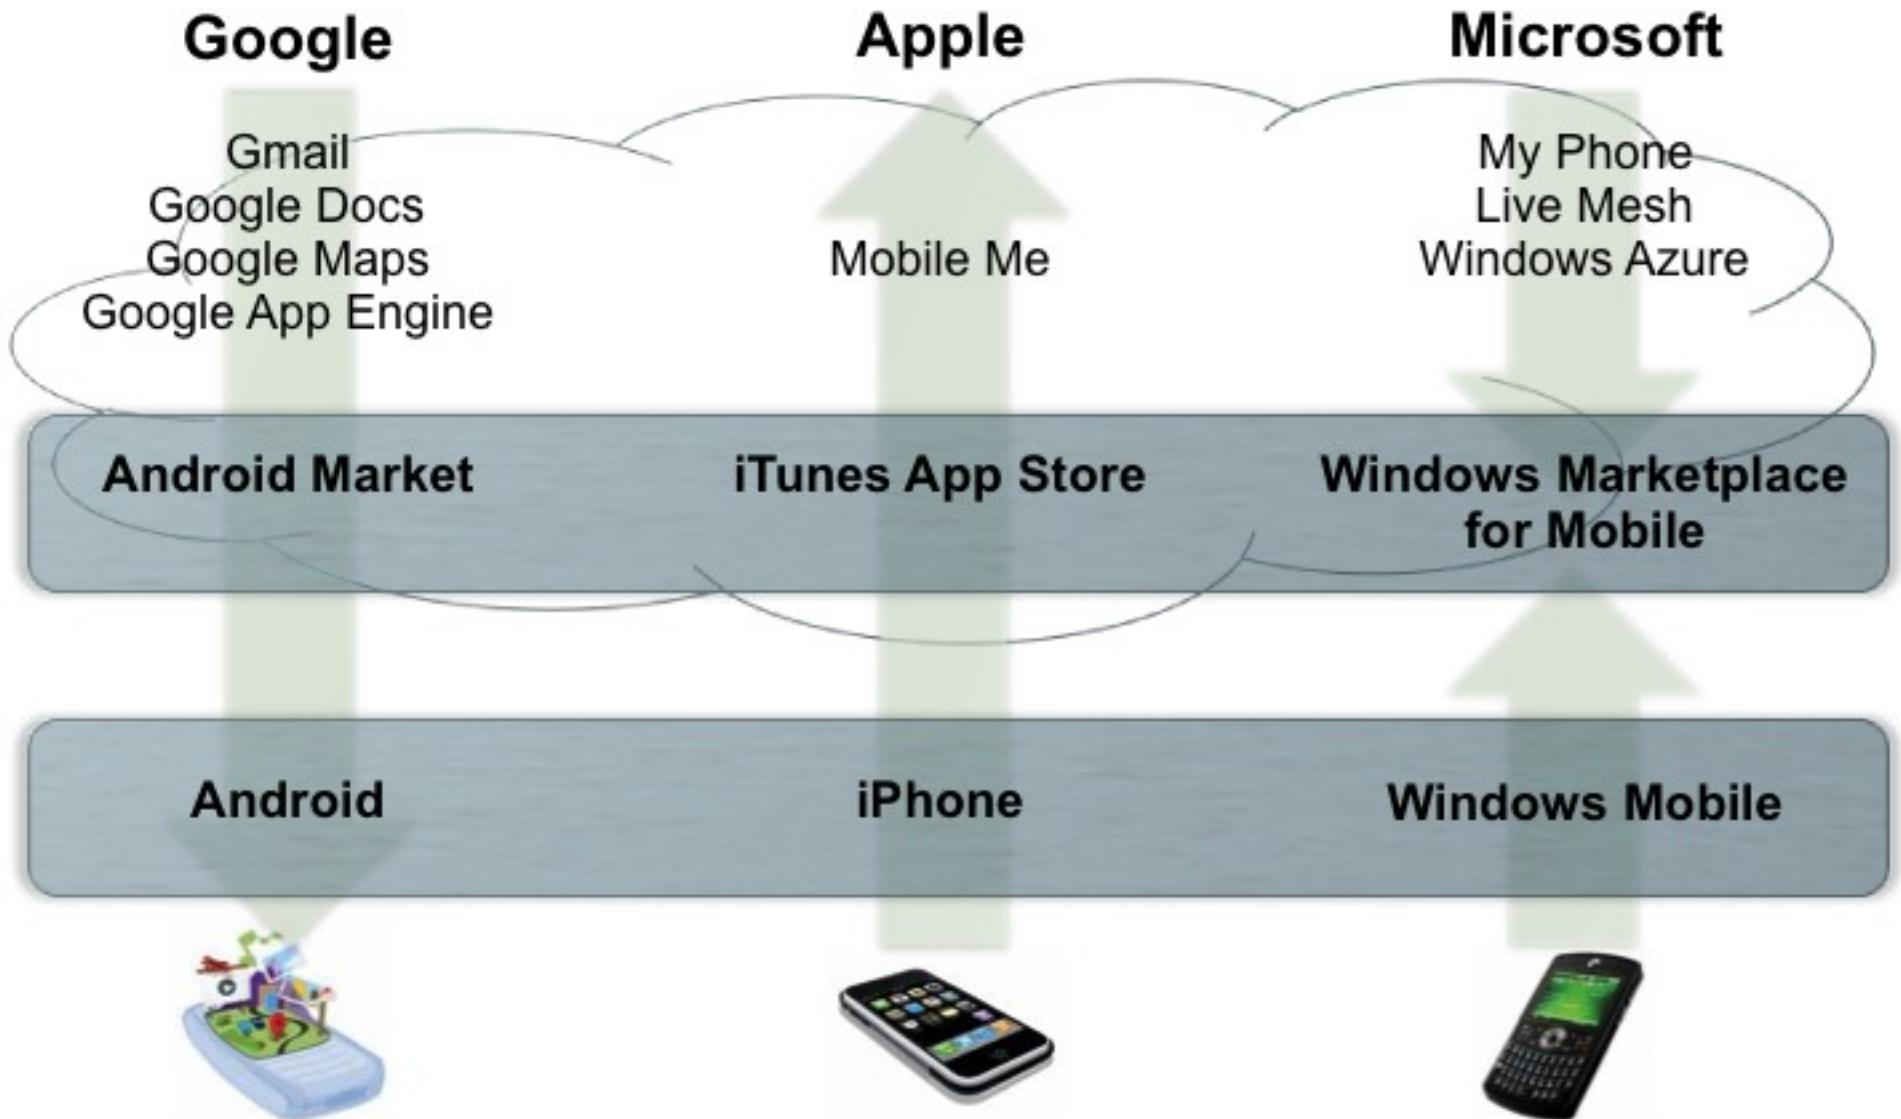 Google
Apple
Microsoft
Gmail
Google Docs
Google Maps
Google App Engine
Mobile Me
My Phone
Live Mesh
Windows Azure
Android Market
iTunes App Store
Windows Marketplace
for Mobile
Android
iPhone
Windows Mobile